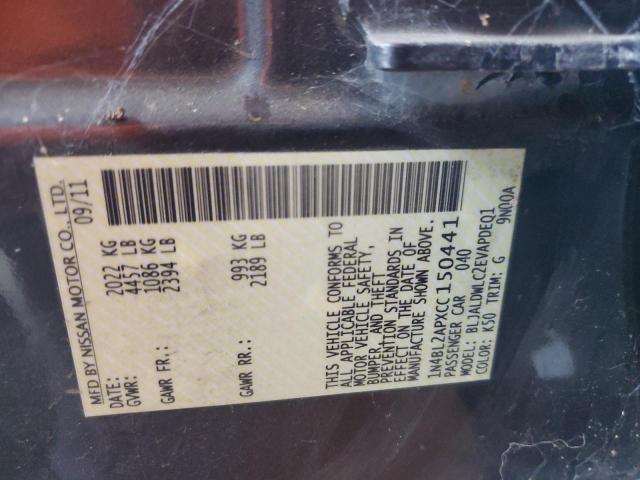 MFD BY NISSAN MOTOR CO., LTD.
DATE: 09/11
GVWR: 2022 KG
4457 LB
GAWR FR: 1086 KG
2394 LB
GAWR RR: 993 KG
2189 LB
THIS VEHICLE CONFORMS TO
ALL APPLICABLE FEDERAL
MOTOR VEHICLE SAFETY,
BUMPER, AND THEFT
PREVENTION STANDARDS IN
EFFECT ON THE DATE OF
MANUFACTURE SHOWN ABOVE.
1N4BL2APXCC150441
PASSENGER CAR 040
MODEL: BLJALDWLC2EVAPDEQ1
COLOR: K50 TRIM: G 9N00A